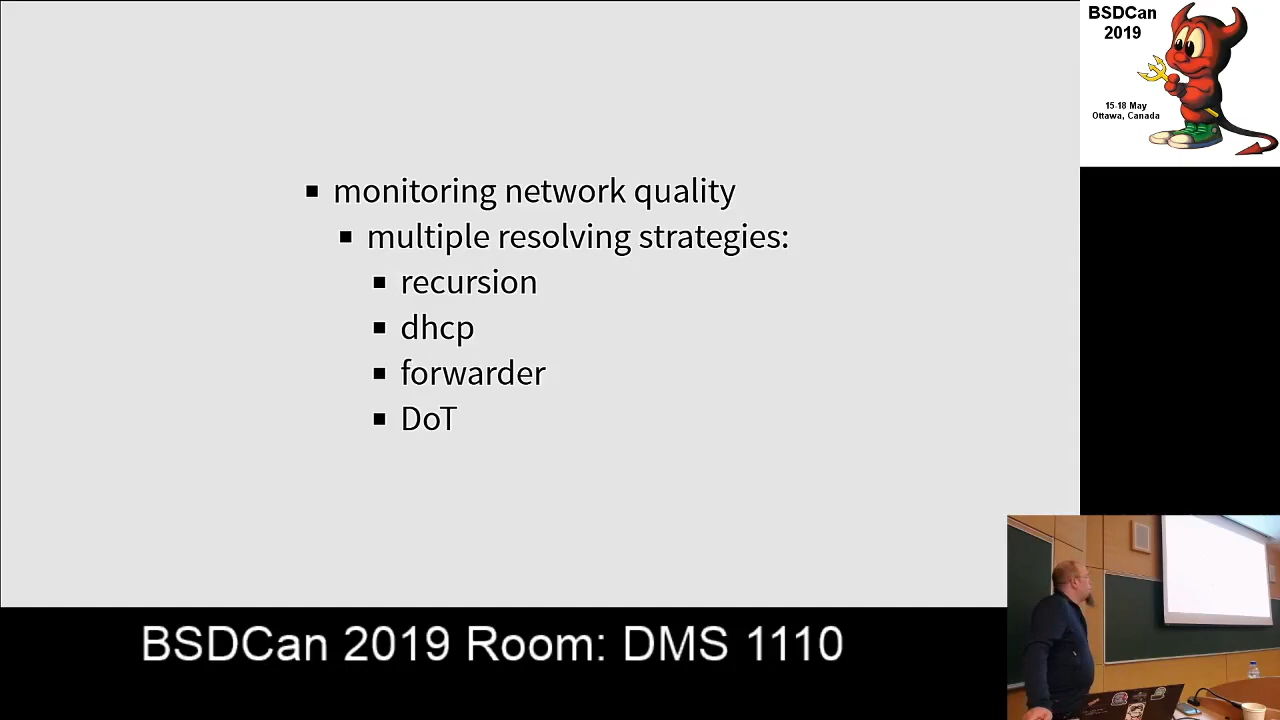 BSDCan
2019
15-18 May
Ottawa, Canada
monitoring network quality
multiple resolving strategies:
recursion
dhcp
forwarder
DoT
BSDCan 2019 Room: DMS 1110